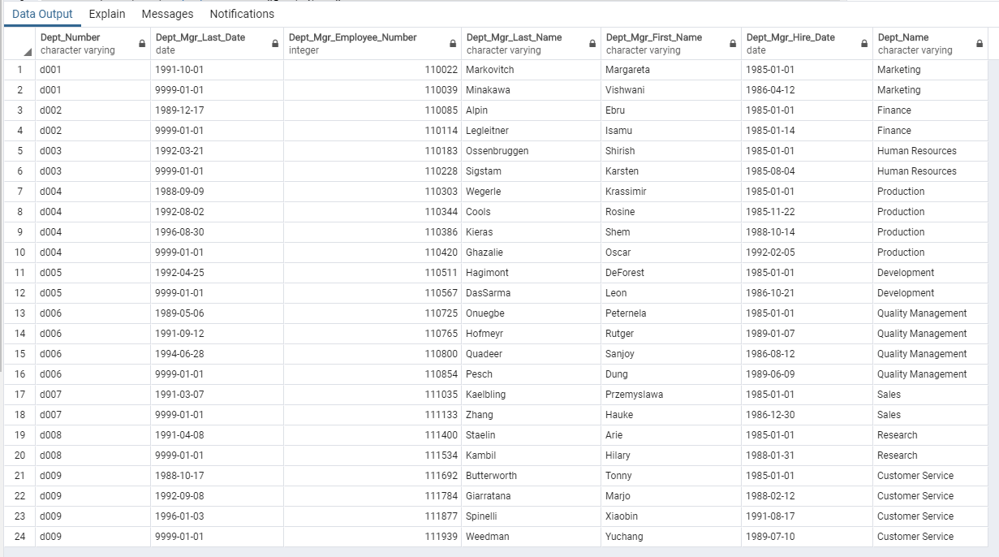 Data Output Explain Messages Notifications
Dept_Number Dept_Mgr_Last_Date Dept_Mgr_Employee_Number Dept_Mgr_Last_Name Dept_Mgr_First_Name Dept_Mgr_Hire_Date Dept_Name
character varying date integer character varying character varying date character varying
1 d001 1991-10-01 110022 Markovitch Margareta 1985-01-01 Marketing
2 d001 9999-01-01 110039 Minakawa Vishwani 1986-04-12 Marketing
3 d002 1989-12-17 110085 Alpin Ebru 1985-01-01 Finance
4 d002 9999-01-01 110114 Legleitner Isamu 1985-01-14 Finance
5 d003 1992-03-21 110183 Ossenbruggen Shirish 1985-01-01 Human Resources
6 d003 9999-01-01 110228 Sigstam Karsten 1985-08-04 Human Resources
7 d004 1988-09-09 110303 Wegerle Krassimir 1985-01-01 Production
8 d004 1992-08-02 110344 Cools Rosine 1985-11-22 Production
9 d004 1996-08-30 110386 Kieras Shem 1988-10-14 Production
10 d004 9999-01-01 110420 Ghazalie Oscar 1992-02-05 Production
11 d005 1992-04-25 110511 Hagimont DeForest 1985-01-01 Development
12 d005 9999-01-01 110567 DasSarma Leon 1986-10-21 Development
13 d006 1989-05-06 110725 Onuegbe Peternela 1985-01-01 Quality Management
14 d006 1991-09-12 110765 Hofmeyr Rutger 1989-01-07 Quality Management
15 d006 1994-06-28 110800 Quadeer Sanjoy 1986-08-12 Quality Management
16 d006 9999-01-01 110854 Pesch Dung 1989-06-09 Quality Management
17 d007 1991-03-07 111035 Kaelbling Przemyslawa 1985-01-01 Sales
18 d007 9999-01-01 111133 Zhang Hauke 1986-12-30 Sales
19 d008 1991-04-08 111400 Staelin Arie 1985-01-01 Research
20 d008 9999-01-01 111534 Kambil Hilary 1988-01-31 Research
21 d009 1988-10-17 111692 Butterworth Tonny 1985-01-01 Customer Service
22 d009 1992-09-08 111784 Giarratana Marjo 1988-02-12 Customer Service
23 d009 1996-01-03 111877 Spinelli Xiaobin 1991-08-17 Customer Service
24 d009 9999-01-01 111939 Weedman Yuchang 1989-07-10 Customer Service